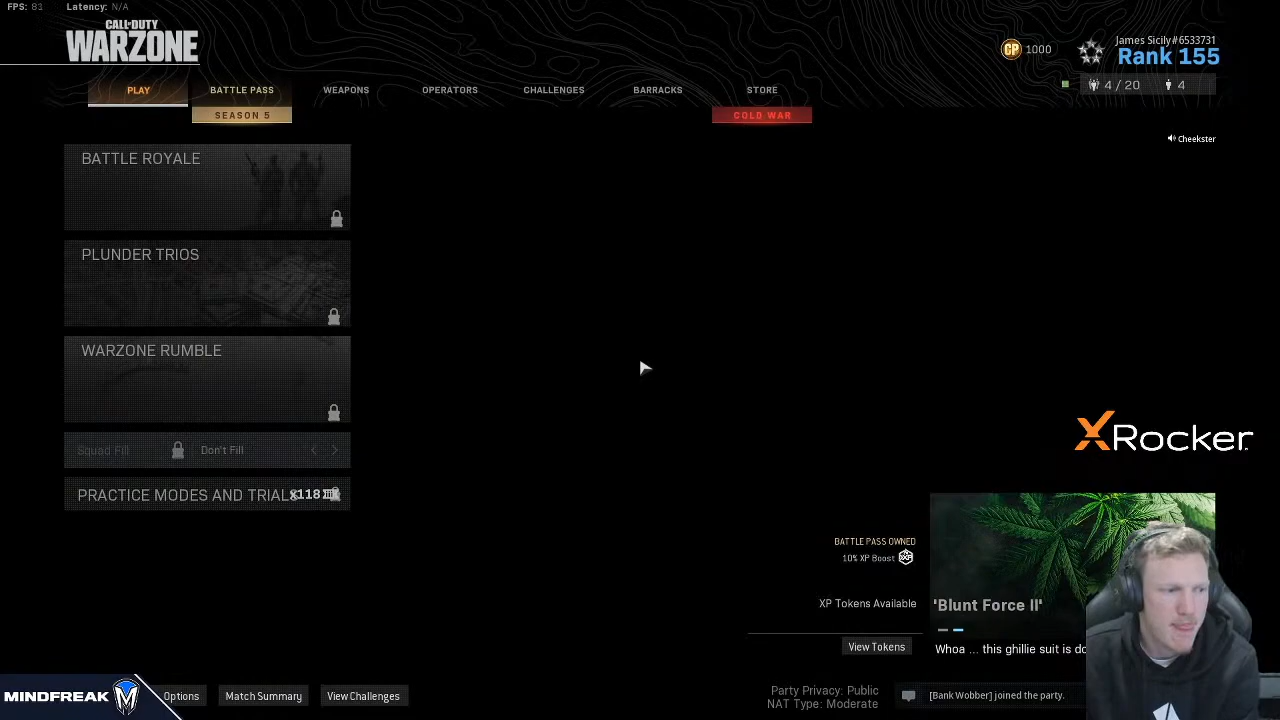 FPS: 81 Latency: N/A
CALL OF DUTY
WARZONE
CP 1000
James Sicily#6533731
Rank 155
4 / 20 4
PLAY BATTLE PASS WEAPONS OPERATORS CHALLENGES BARRACKS STORE
SEASON 5 COLD WAR
Cheekster
BATTLE ROYALE
PLUNDER TRIOS
WARZONE RUMBLE
Squad Fill Don't Fill
PRACTICE MODES AND TRIALS
XRocker
BATTLE PASS OWNED
10% XP Boost
XP Tokens Available
View Tokens
'Blunt Force II'
Whoa ... this ghillie suit is
MINDFREAK
Options Match Summary View Challenges
Party Privacy: Public
NAT Type: Moderate
[Bank Wobber] joined the party.